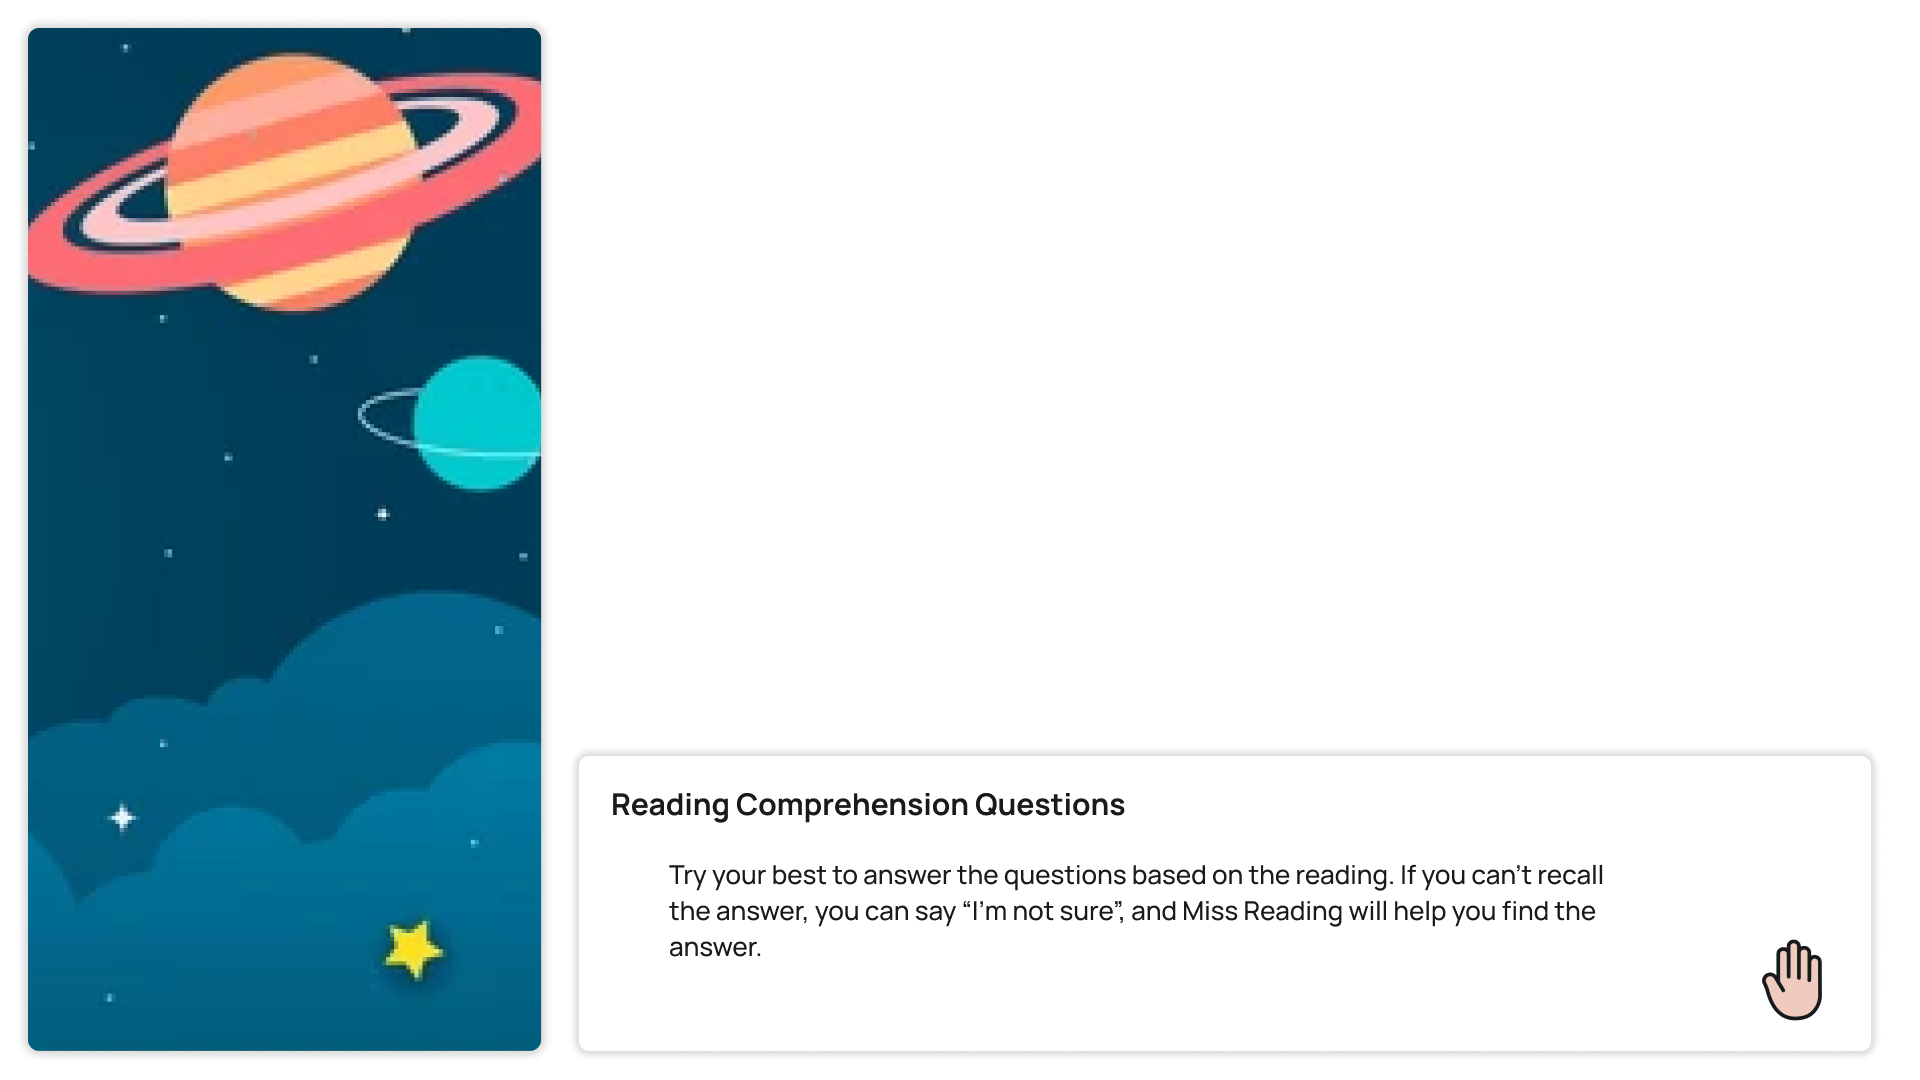 Reading Comprehension Questions
Try your best to answer the questions based on the reading. If you can’t recall
the answer, you can say “I’m not sure”, and Miss Reading will help you find the
answer.